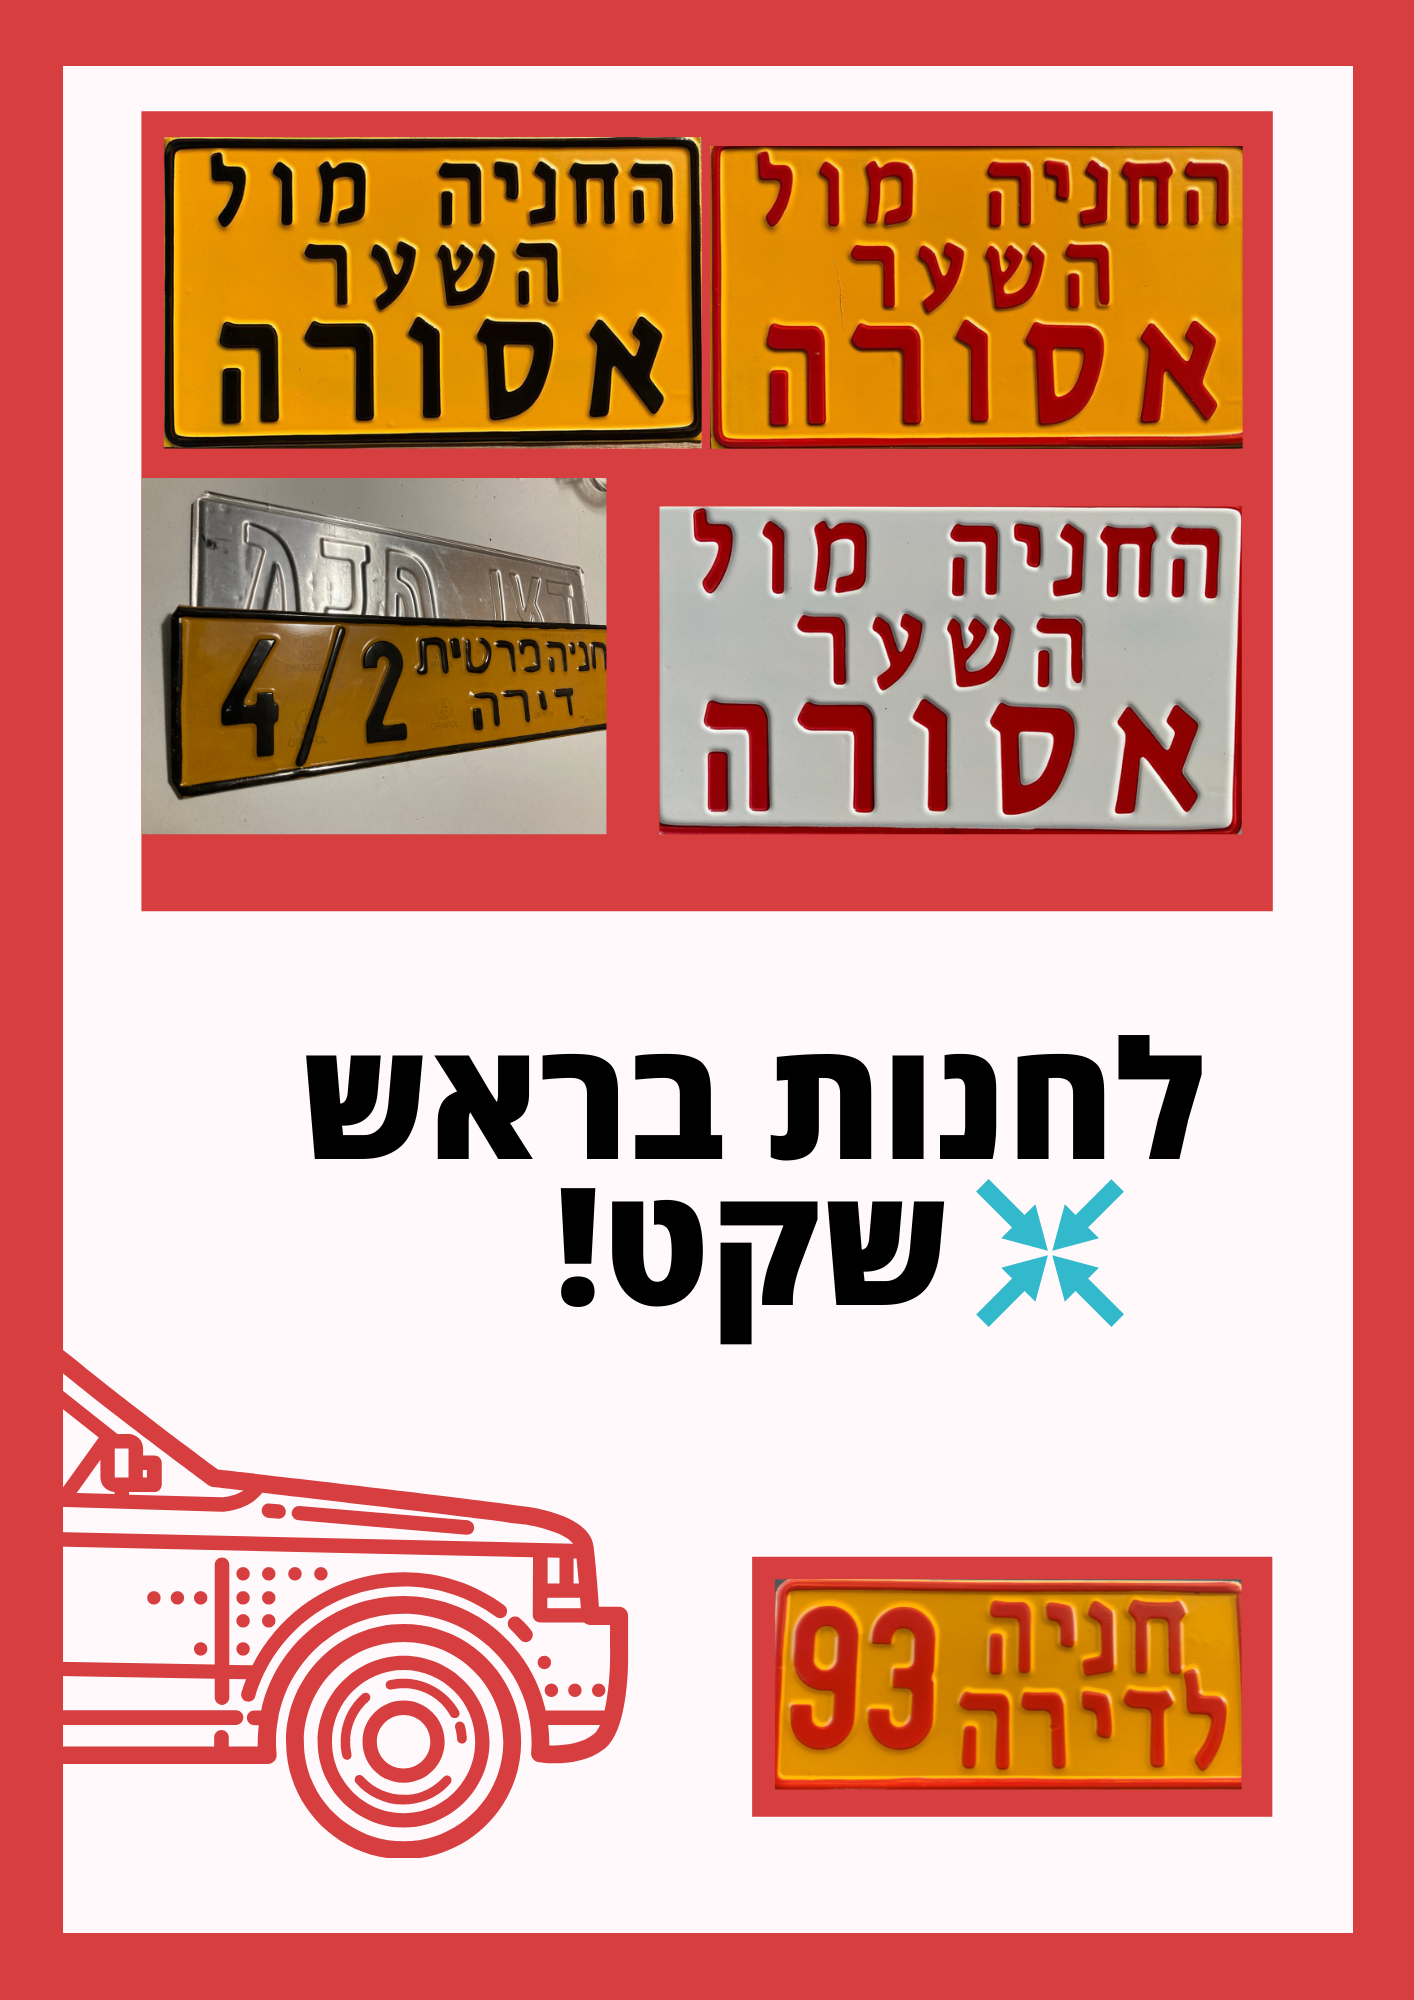 החניה מול
השער
אסורה
החניה מול
השער
אסורה
חניה פרטית
דירה
4/2
החניה מול
השער
אסורה
לחנות בראש
שקט!
חניה
לדירה
93